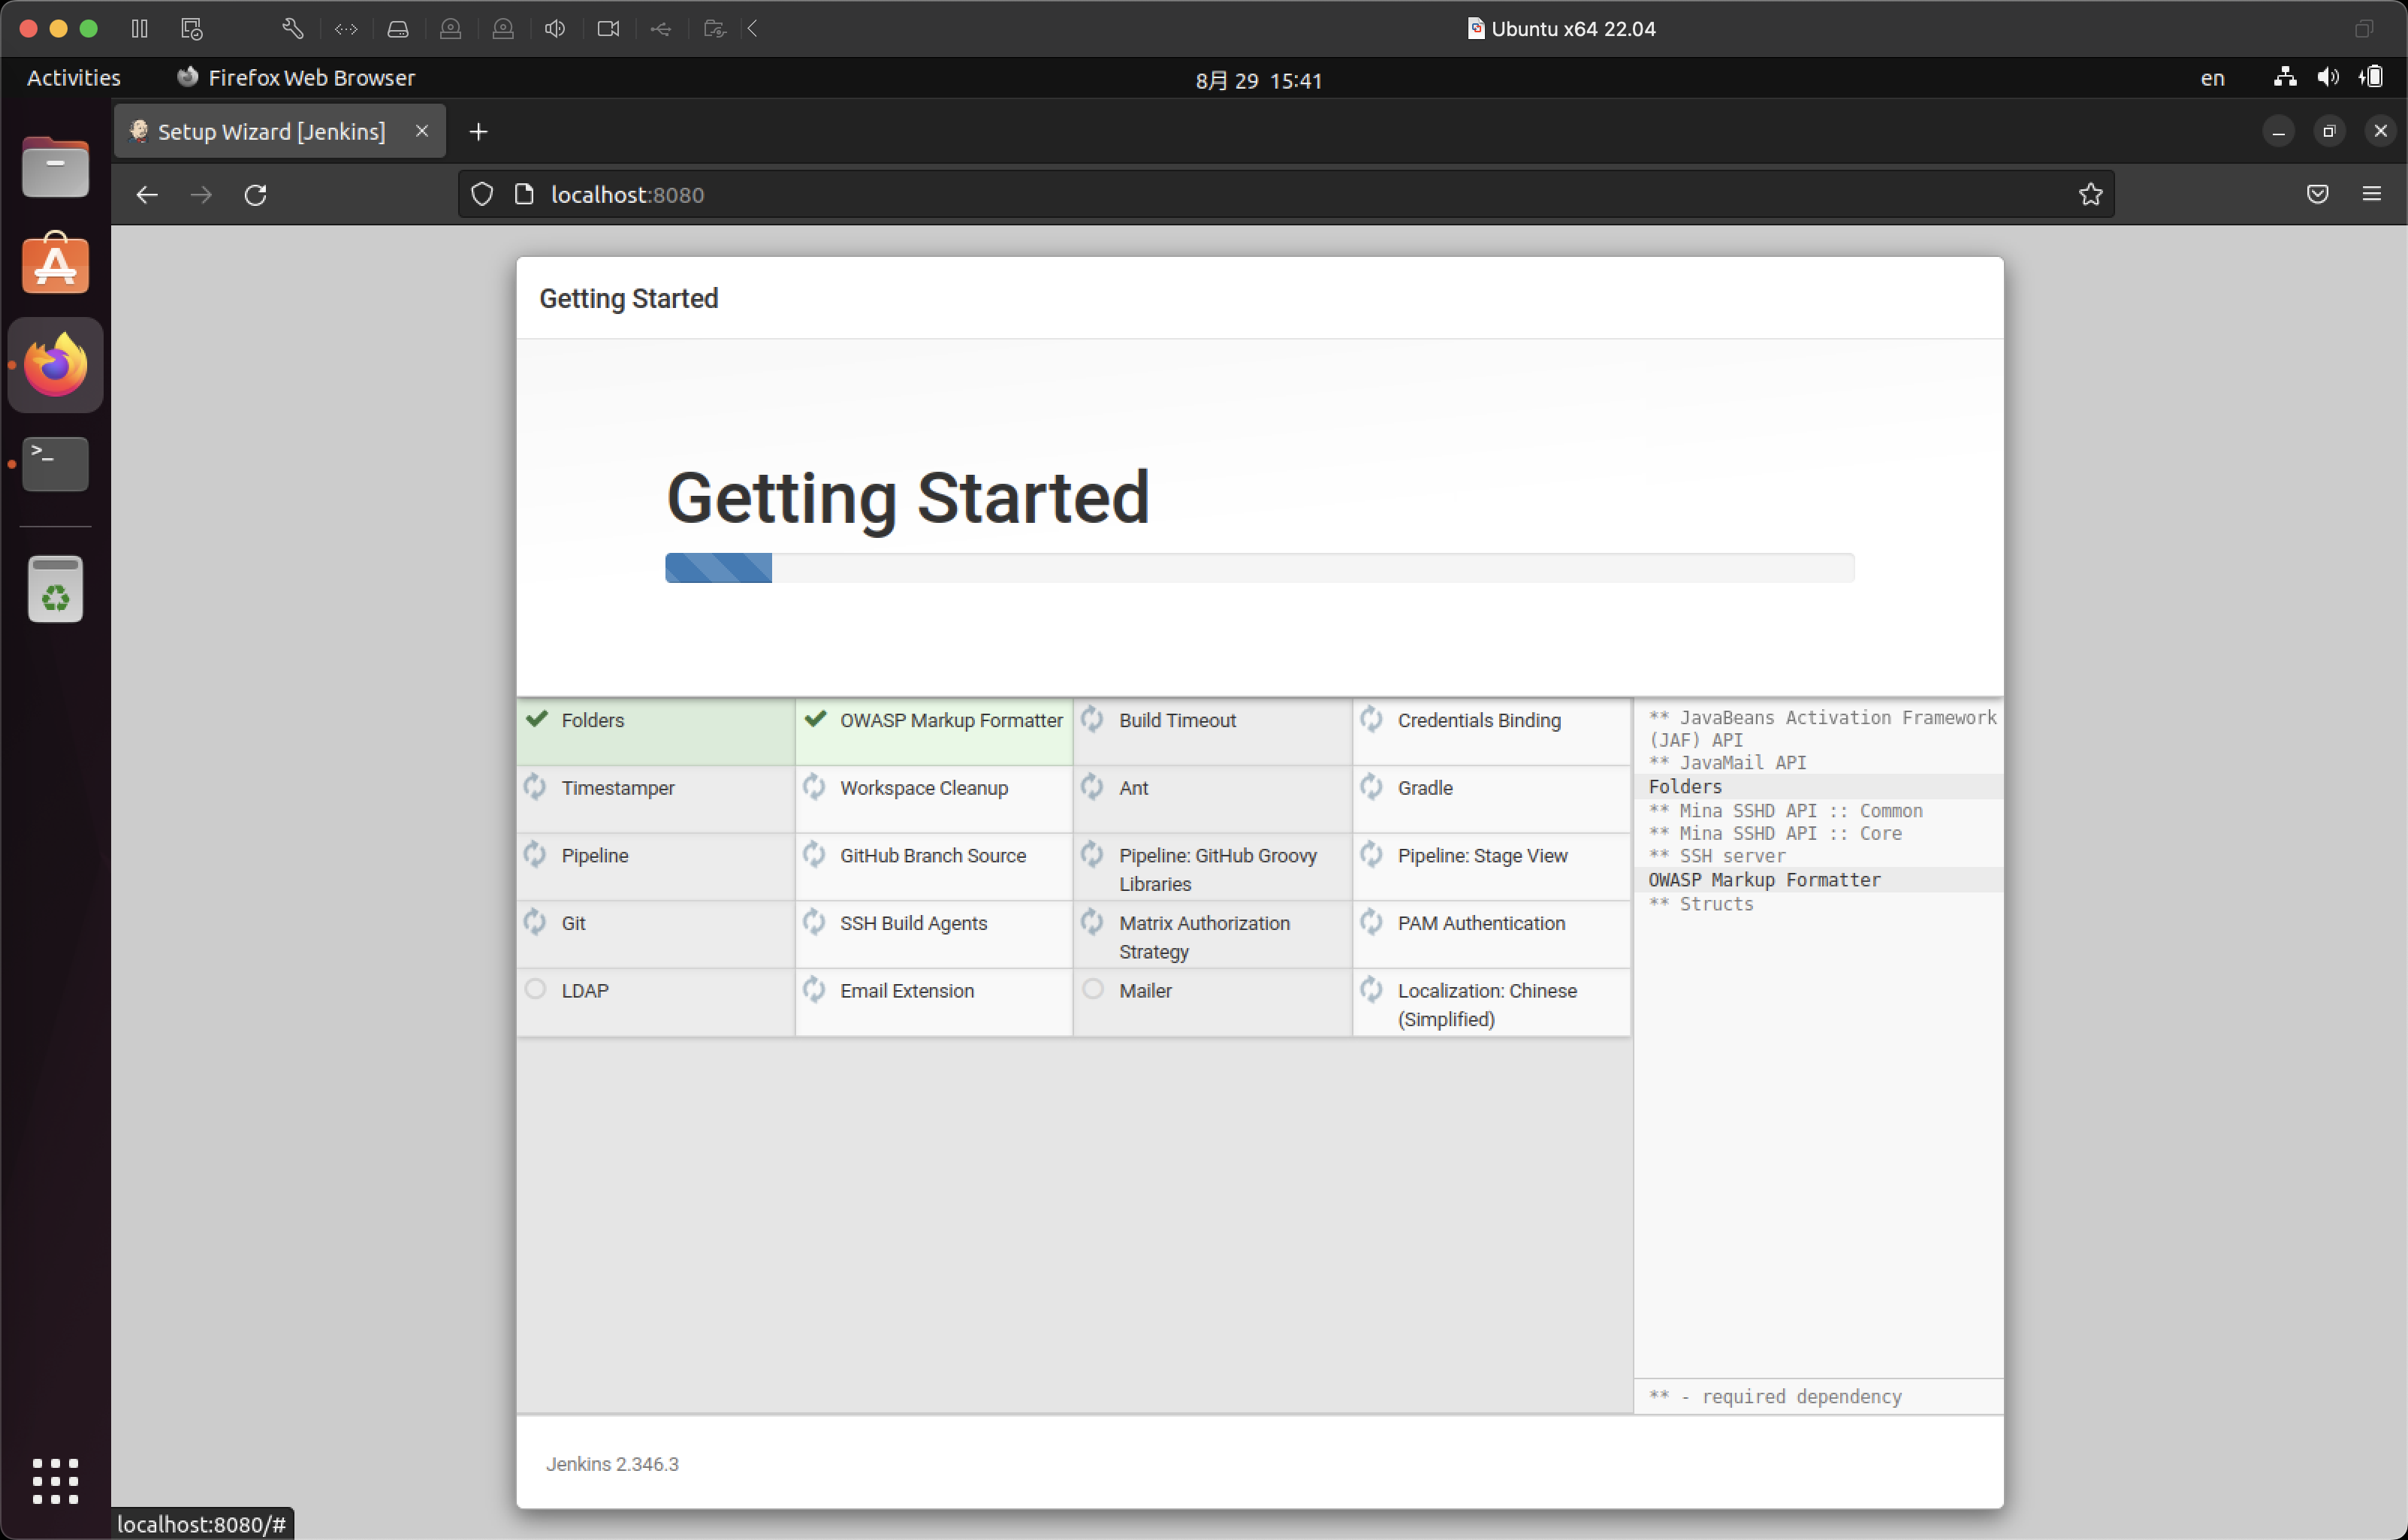 Ubuntu x64 22.04
Activities
Firefox Web Browser
8月 29 15:41
en
Setup Wizard [Jenkins]
localhost:8080
Getting Started
Getting Started
Folders
OWASP Markup Formatter
Build Timeout
Credentials Binding
Timestamper
Workspace Cleanup
Ant
Gradle
Pipeline
GitHub Branch Source
Pipeline: GitHub Groovy
Libraries
Pipeline: Stage View
Git
SSH Build Agents
Matrix Authorization
Strategy
PAM Authentication
LDAP
Email Extension
Mailer
Localization: Chinese
(Simplified)
** JavaBeans Activation Framework
(JAF) API
** JavaMail API
Folders
** Mina SSHD API :: Common
** Mina SSHD API :: Core
** SSH server
OWASP Markup Formatter
** Structs
** - required dependency
Jenkins 2.346.3
localhost:8080/#